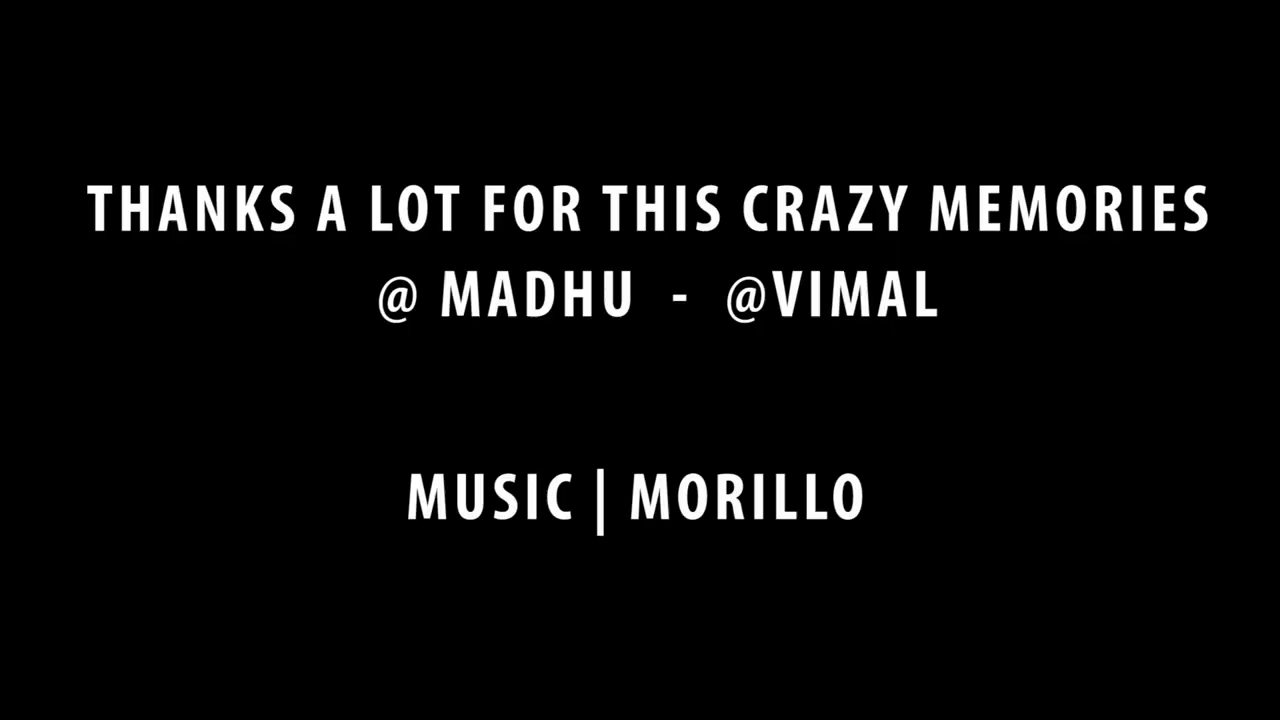 THANKS A LOT FOR THIS CRAZY MEMORIES
@ MADHU - @VIMAL
MUSIC | MORILLO